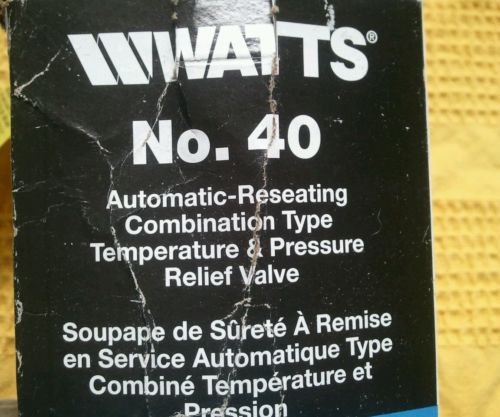 WATTS®
No. 40
Automatic-Reseating
Combination Type
Temperature & Pressure
Relief Valve
Soupape de Sûreté À Remise
en Service Automatique Type
Combiné Température et
Pression